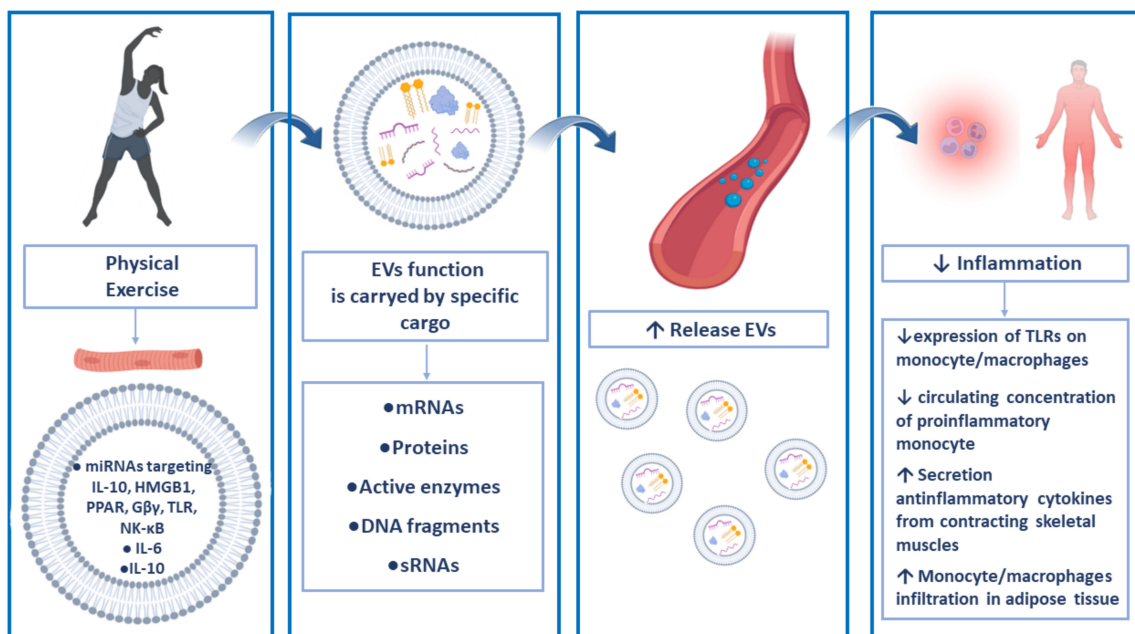 Physical
Exercise
● miRNAs targeting
IL-10, HMGB1,
PPAR, Gβγ, TLR,
NK-κB
● IL-6
●IL-10
EVs function
is carryed by specific
cargo
●mRNAs
●Proteins
●Active enzymes
●DNA fragments
●sRNAs
↑ Release EVs
↓ Inflammation
↓expression of TLRs on
monocyte/macrophages
↓ circulating concentration
of proinflammatory
monocyte
↑ Secretion
antinflammatory cytokines
from contracting skeletal
muscles
↑ Monocyte/macrophages
infiltration in adipose tissue